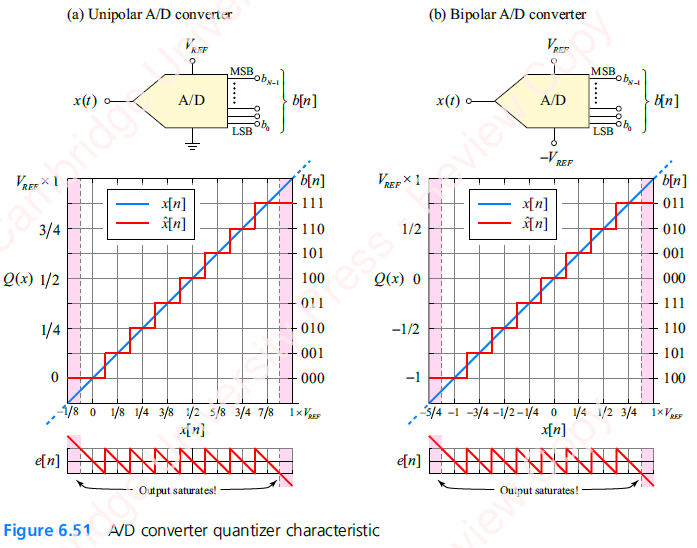 (a) Unipolar A/D converter
V_REF
x(t)
A/D
MSB
b_N−1
b[n]
LSB
b_0
V_REF × 1
3/4
Q(x) 1/2
1/4
0
x[n]
x̂[n]
b[n]
111
110
101
100
011
010
001
000
−1/8 0 1/8 1/4 3/8 1/2 5/8 3/4 7/8 1 × V_REF
x[n]
e[n]
Output saturates!
(b) Bipolar A/D converter
V_REF
x(t)
A/D
MSB
b_N−1
b[n]
LSB
b_0
−V_REF
V_REF × 1
1/2
Q(x) 0
−1/2
−1
x[n]
x̂[n]
b[n]
011
010
001
000
111
110
101
100
−5/4 −1 −3/4 −1/2 −1/4 0 1/4 1/2 3/4 1 × V_REF
x[n]
e[n]
Output saturates!
Figure 6.51 A/D converter quantizer characteristic